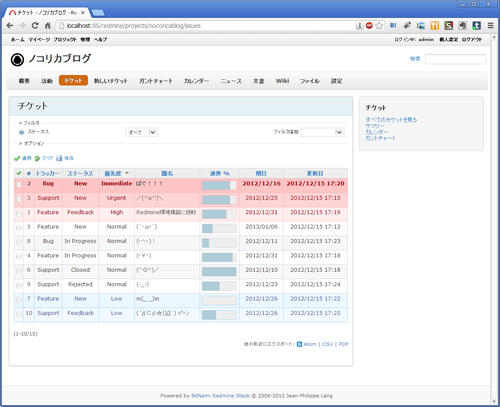 チケット - ノコリカブログ - Re
localhost:85/redmine/projects/noconcablog/issues
ホーム マイページ プロジェクト 管理 ヘルプ
ログイン中: admin 個人設定 ログアウト
ノコリカブログ
検索:
概要 活動 チケット 新しいチケット ガントチャート カレンダー ニュース 文書 Wiki ファイル 設定
チケット
フィルタ
ステータス すべて フィルタ追加
オプション
適用 クリア 保存
# トラッカー ステータス 優先度 題名 進捗 % 期日 更新日
2 Bug New Immediate ばぐ！！！ 2012/12/16 2012/12/15 17:20
3 Support New Urgent ／(^o^)＼ 2012/12/25 2012/12/15 17:15
1 Feature Feedback High Redmine環境構築に挑戦 2012/12/31 2012/12/15 17:19
5 Feature New Normal (´･ω･`) 2013/01/06 2012/12/15 17:12
8 Bug In Progress Normal 2012/12/11 2012/12/15 17:23
4 Support In Progress Normal (･∀･) 2012/12/31 2012/12/15 17:18
6 Support Closed Normal (^O^)／ 2012/12/10 2012/12/15 17:18
9 Support Rejected Normal (-_-) 2012/12/23 2012/12/15 17:24
7 Feature New Low m(_ _)m 2012/12/26 2012/12/15 17:22
10 Support Feedback Low 2012/12/26 2012/12/15 17:25
(1-10/10)
他の形式にエクスポート: Atom | CSV | PDF
チケット
すべてのチケットを見る
サマリー
カレンダー
ガントチャート
Powered by BitNami Redmine Stack © 2006-2012 Jean-Philippe Lang